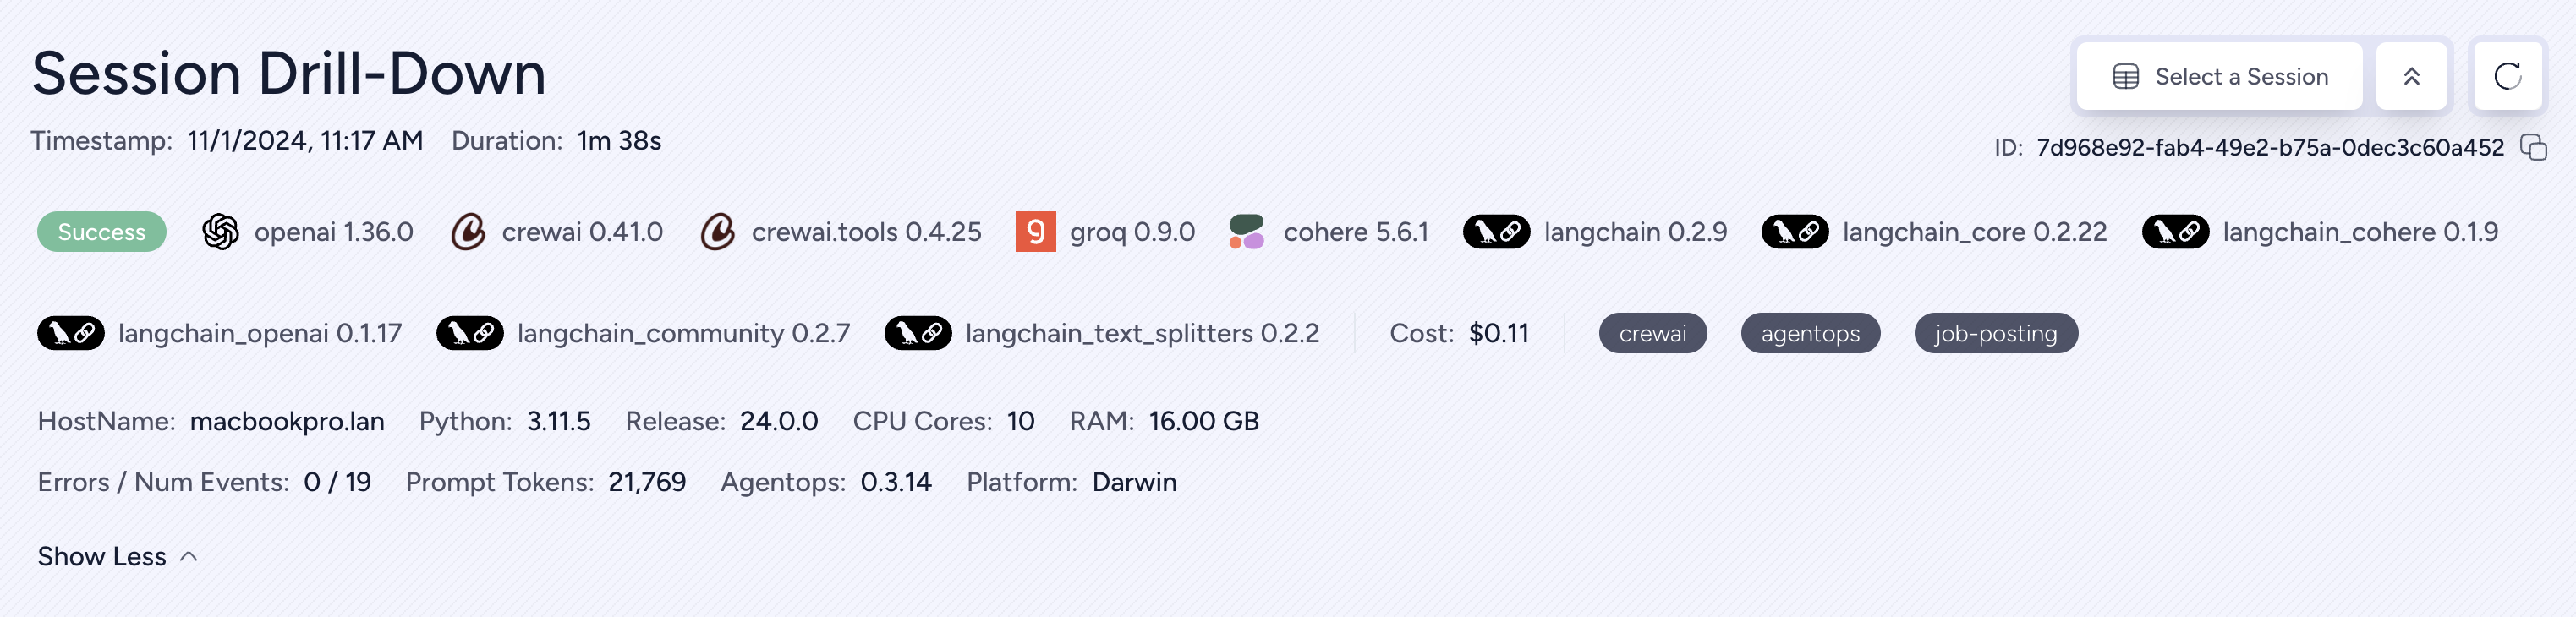 Session Drill-Down
Select a Session
Timestamp: 11/1/2024, 11:17 AM Duration: 1m 38s
ID: 7d968e92-fab4-49e2-b75a-0dec3c60a452
Success openai 1.36.0 crewai 0.41.0 crewai.tools 0.4.25 groq 0.9.0 cohere 5.6.1 langchain 0.2.9 langchain_core 0.2.22 langchain_cohere 0.1.9
langchain_openai 0.1.17 langchain_community 0.2.7 langchain_text_splitters 0.2.2 Cost: $0.11 crewai agentops job-posting
HostName: macbookpro.lan Python: 3.11.5 Release: 24.0.0 CPU Cores: 10 RAM: 16.00 GB
Errors / Num Events: 0 / 19 Prompt Tokens: 21,769 Agentops: 0.3.14 Platform: Darwin
Show Less